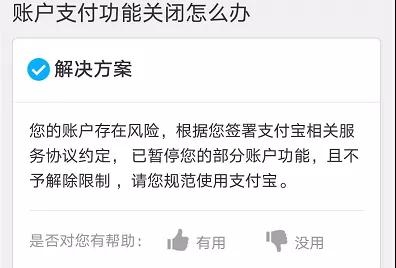 账户支付功能关闭怎么办
解决方案
您的账户存在风险，根据您签署支付宝相关服
务协议约定， 已暂停您的部分账户功能，且不
予解除限制 ，请您规范使用支付宝。
是否对您有帮助： 有用 没用